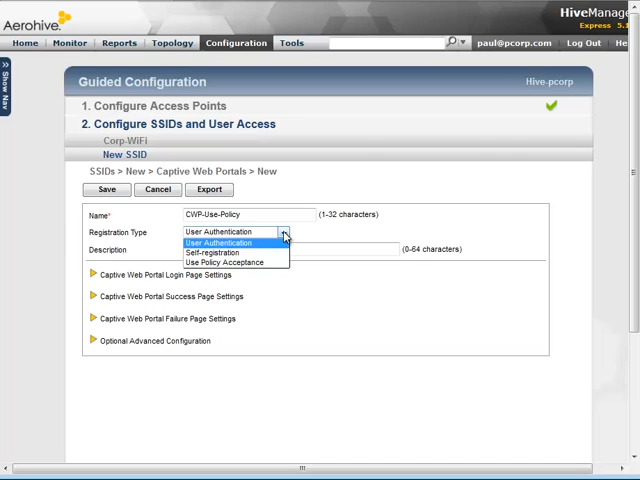 Aerohive
HiveManage
Express 5.1
Home Monitor Reports Topology Configuration Tools paul@pcorp.com Log Out He
>> Show Nav
Guided Configuration Hive-pcorp
1. Configure Access Points
2. Configure SSIDs and User Access
Corp-WiFi
New SSID
SSIDs > New > Captive Web Portals > New
Save Cancel Export
Name* CWP-Use-Policy (1-32 characters)
Registration Type User Authentication
User Authentication
Description (0-64 characters)
Self-registration
Use Policy Acceptance
Captive Web Portal Login Page Settings
Captive Web Portal Success Page Settings
Captive Web Portal Failure Page Settings
Optional Advanced Configuration